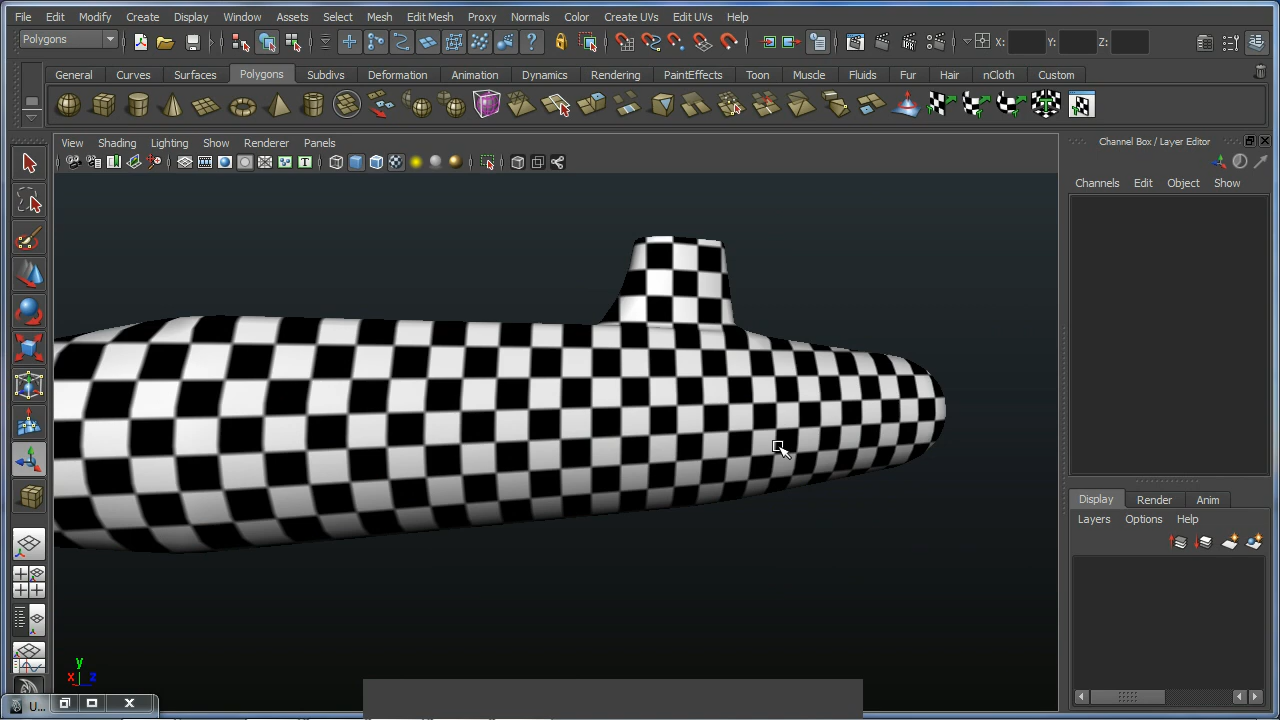 File Edit Modify Create Display Window Assets Select Mesh Edit Mesh Proxy Normals Color Create UVs Edit UVs Help
Polygons X: Y: Z:
General Curves Surfaces Polygons Subdivs Deformation Animation Dynamics Rendering PaintEffects Toon Muscle Fluids Fur Hair nCloth Custom
View Shading Lighting Show Renderer Panels
Channel Box / Layer Editor
Channels Edit Object Show
Display Render Anim
Layers Options Help
y
x z
U...